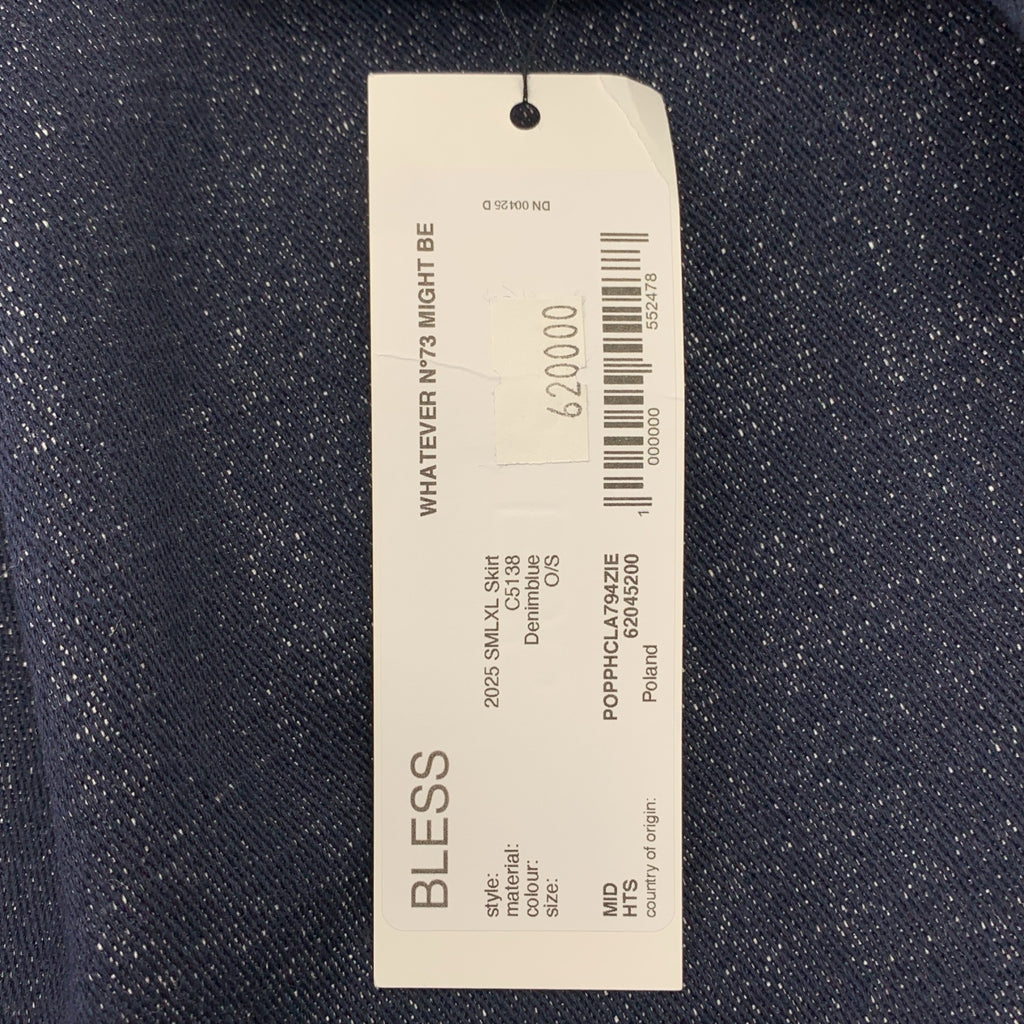 BLESS
WHATEVER N°73 MIGHT BE
style: 2025 SMLXL Skirt
material: C5138
colour: Denimblue
size: O/S
620000
MID POPPHCLA794ZIE
HTS 62045200
country of origin: Poland
1 000000 552478
DN 00425 D